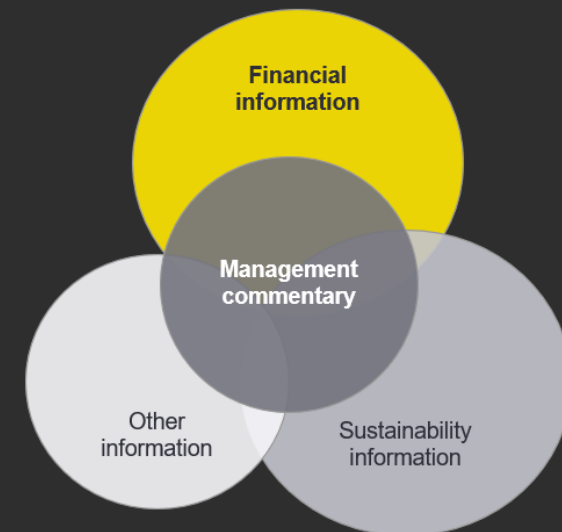 Financial
information
Management
commentary
Other
information
Sustainability
information